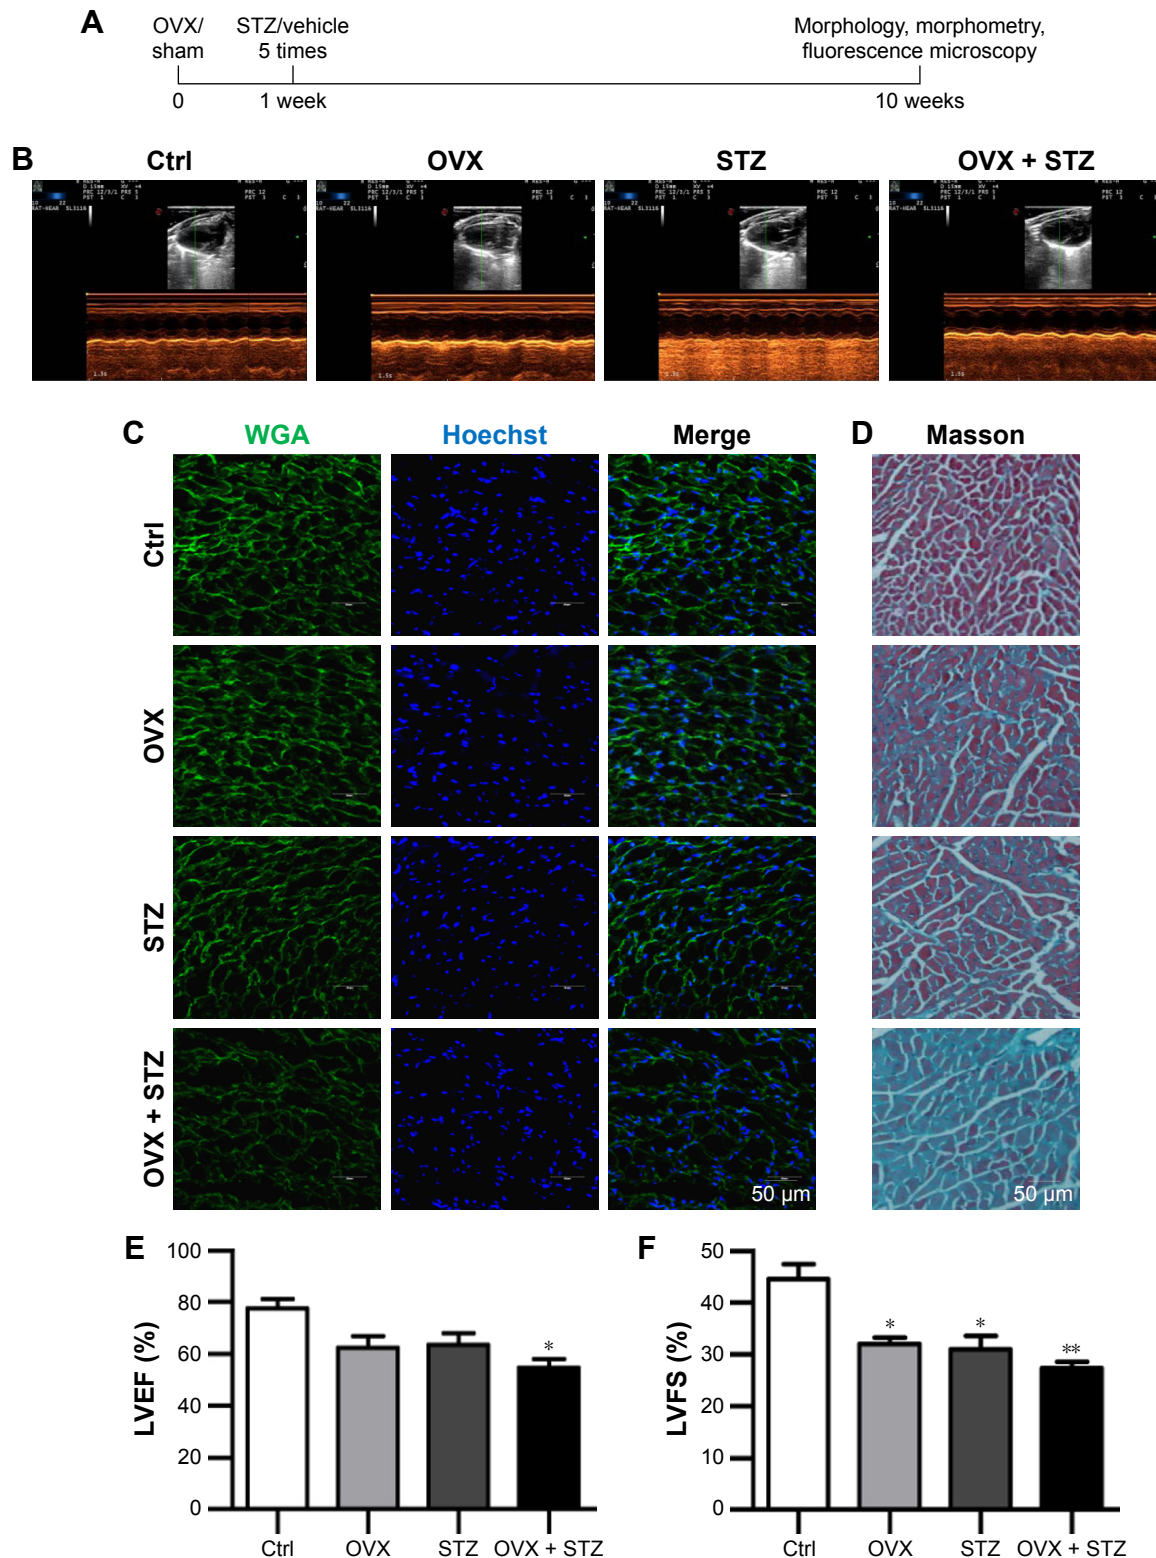 A
OVX/
sham
STZ/vehicle
5 times
Morphology, morphometry,
fluorescence microscopy
0
1 week
10 weeks
B
Ctrl
OVX
STZ
OVX + STZ
C
WGA
Hoechst
Merge
D
Masson
Ctrl
OVX
STZ
OVX + STZ
50 µm
50 µm
E
LVEF (%)
100
80
60
40
20
0
*
Ctrl
OVX
STZ
OVX + STZ
F
LVFS (%)
50
40
30
20
10
0
*
*
**
Ctrl
OVX
STZ
OVX + STZ